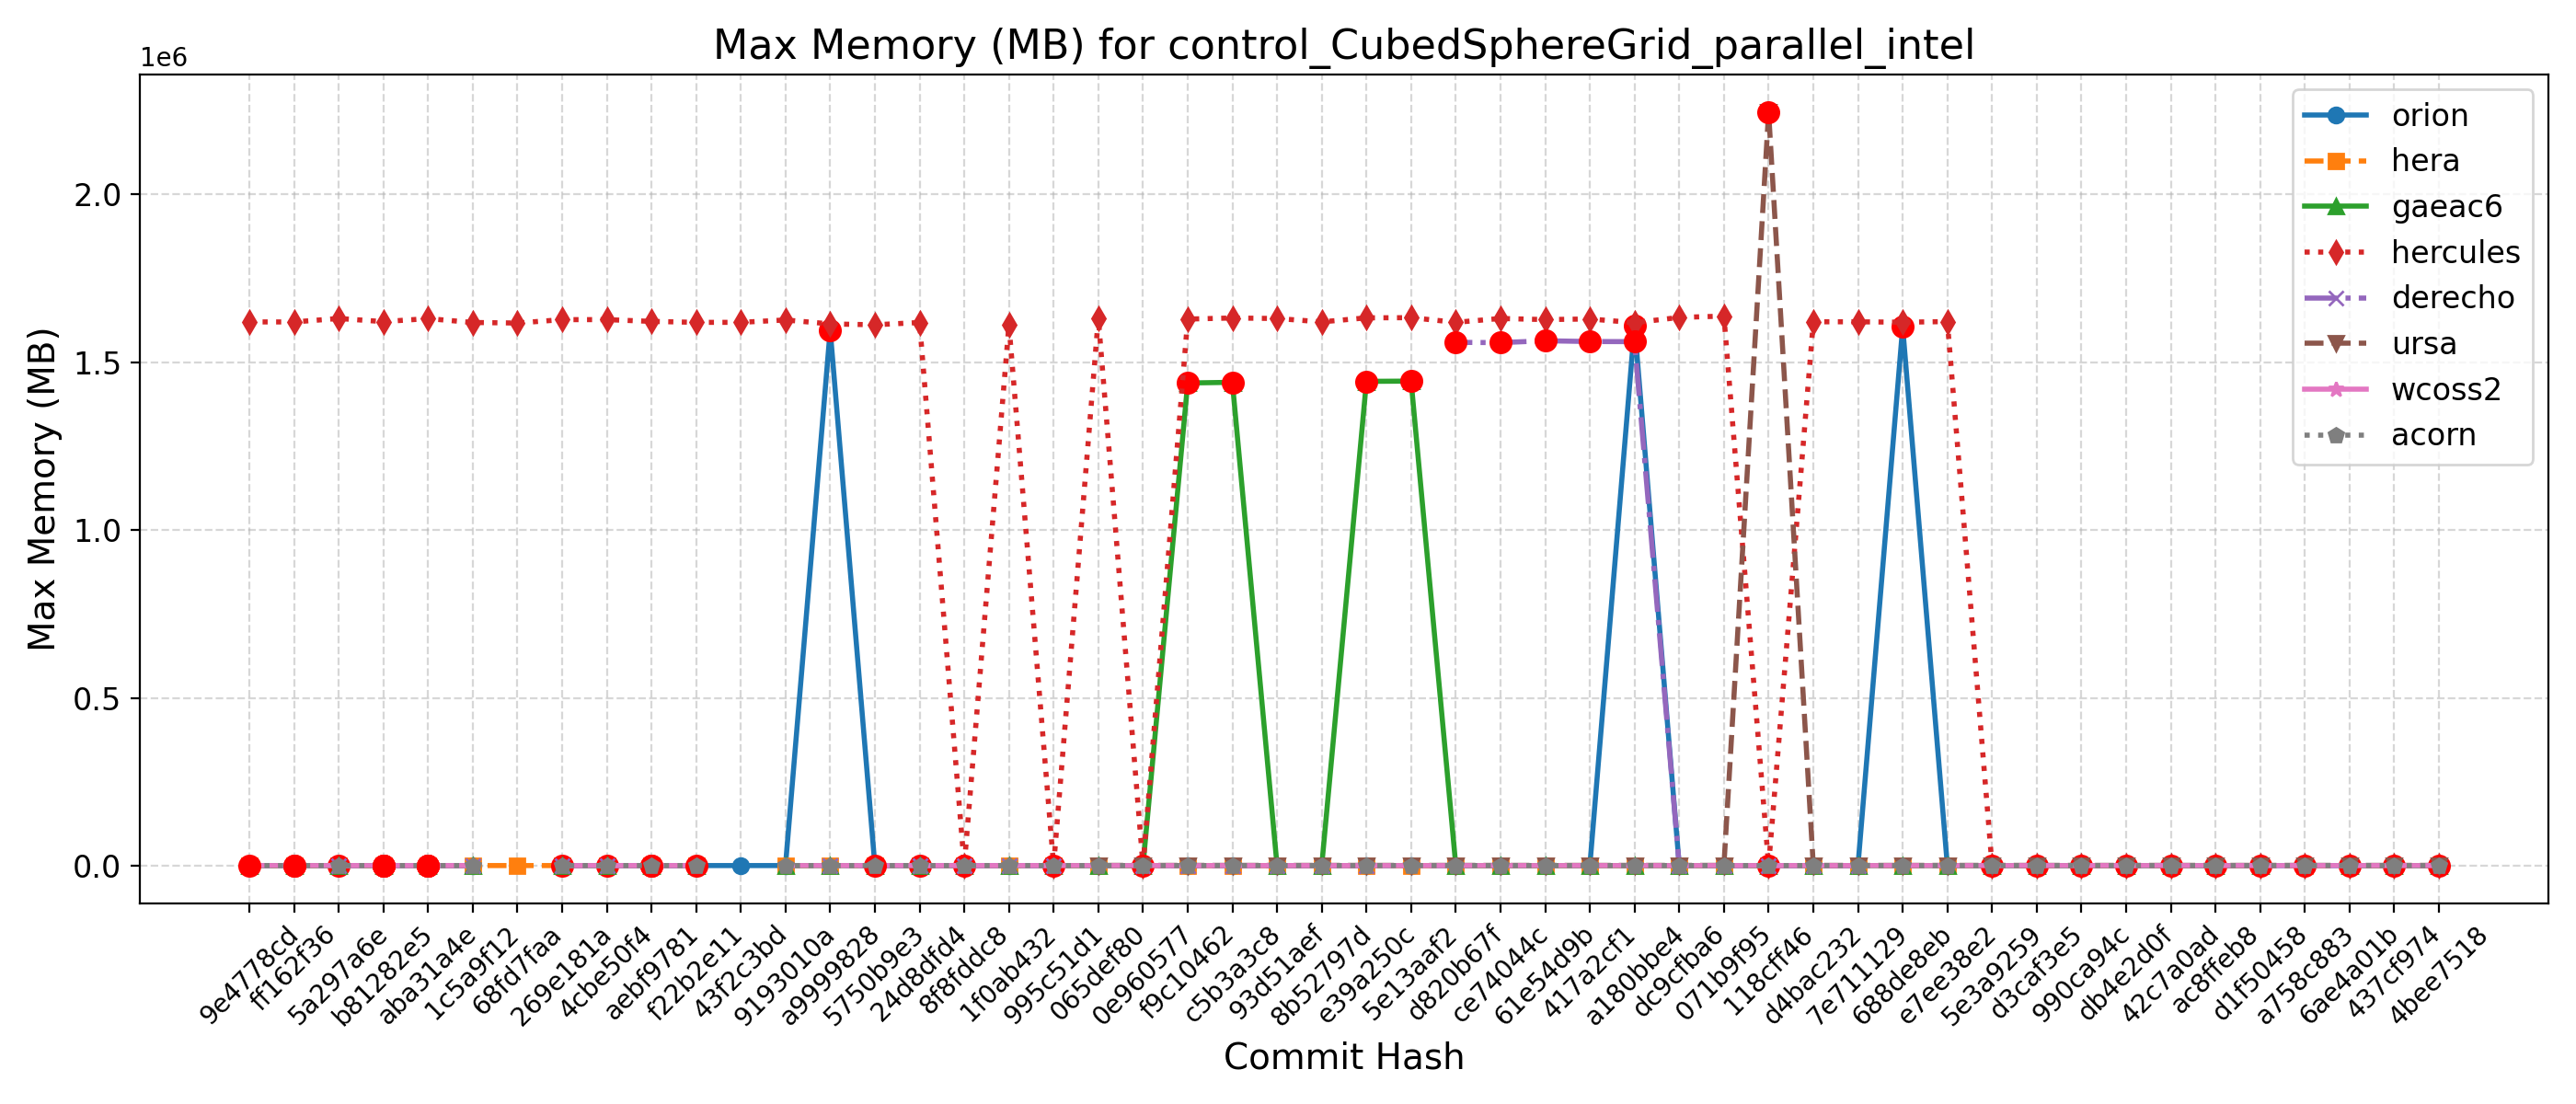 Max Memory (MB) for control_CubedSphereGrid_parallel_intel
1e6
2.0
1.5
1.0
0.5
0.0
Max Memory (MB)
orion
hera
gaeac6
hercules
derecho
ursa
wcoss2
acorn
9e4778cd
ff162f36
5a297a6e
b81282e5
aba31a4e
1c5a9f12
68fd7faa
269e181a
4cbe50f4
aebf9781
f22b2e11
43f2c3bd
9193010a
a9999828
5750b9e3
24d8dfd4
8f8fddc8
1f0ab432
995c51d1
065def80
0e960577
f9c10462
c5b3a3c8
93d51aef
8b52797d
e39a250c
5e13aaf2
d820b67f
ce74044c
61e54d9b
417a2cf1
a180bbe4
dc9cfba6
071b9f95
118cff46
d4bac232
7e711129
688de8eb
e7ee38e2
5e3a9259
d3caf3e5
990ca94c
db4e2d0f
42c7a0ad
ac8ffeb8
d1f50458
a758c883
6ae4a01b
437cf974
4bee7518
Commit Hash